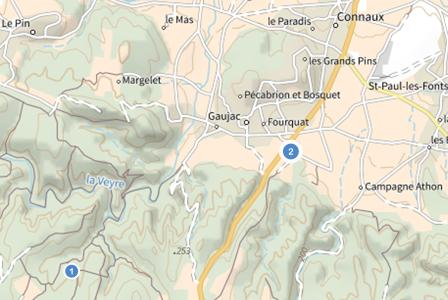 le Mas
Le Pin
le Paradis
Connaux
les Grands Pins
Margelet
St-Paul-les-Fonts
Pécabrion et Bosquet
Gaujac
Fourquat
2
la Veyre
Campagne Athon
.253
1